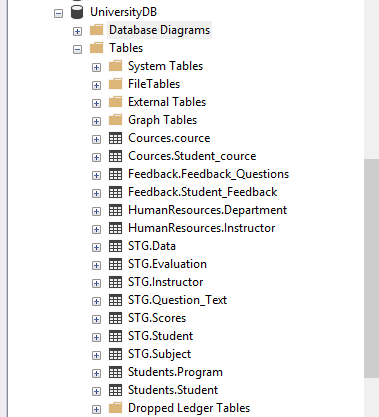 UniversityDB
Database Diagrams
Tables
System Tables
FileTables
External Tables
Graph Tables
Cources.cource
Cources.Student_cource
Feedback.Feedback_Questions
Feedback.Student_Feedback
HumanResources.Department
HumanResources.Instructor
STG.Data
STG.Evaluation
STG.Instructor
STG.Question_Text
STG.Scores
STG.Student
STG.Subject
Students.Program
Students.Student
Dropped Ledger Tables